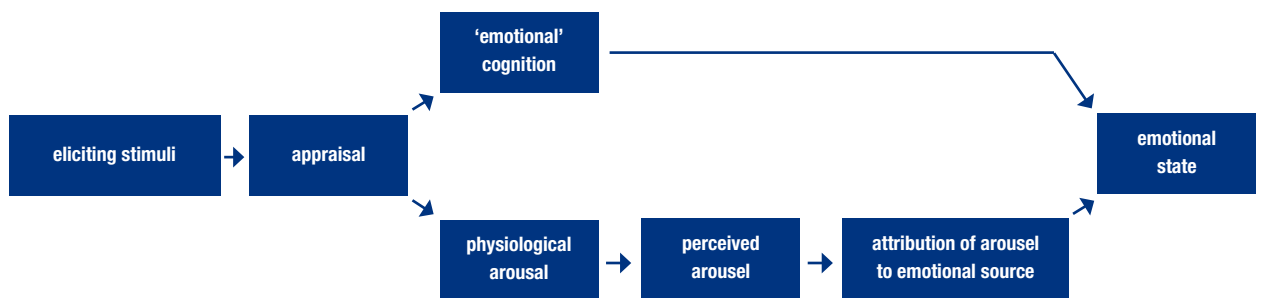 ‘emotional’
cognition
eliciting stimuli
appraisal
emotional
state
physiological
arousal
perceived
arousel
attribution of arousel
to emotional source